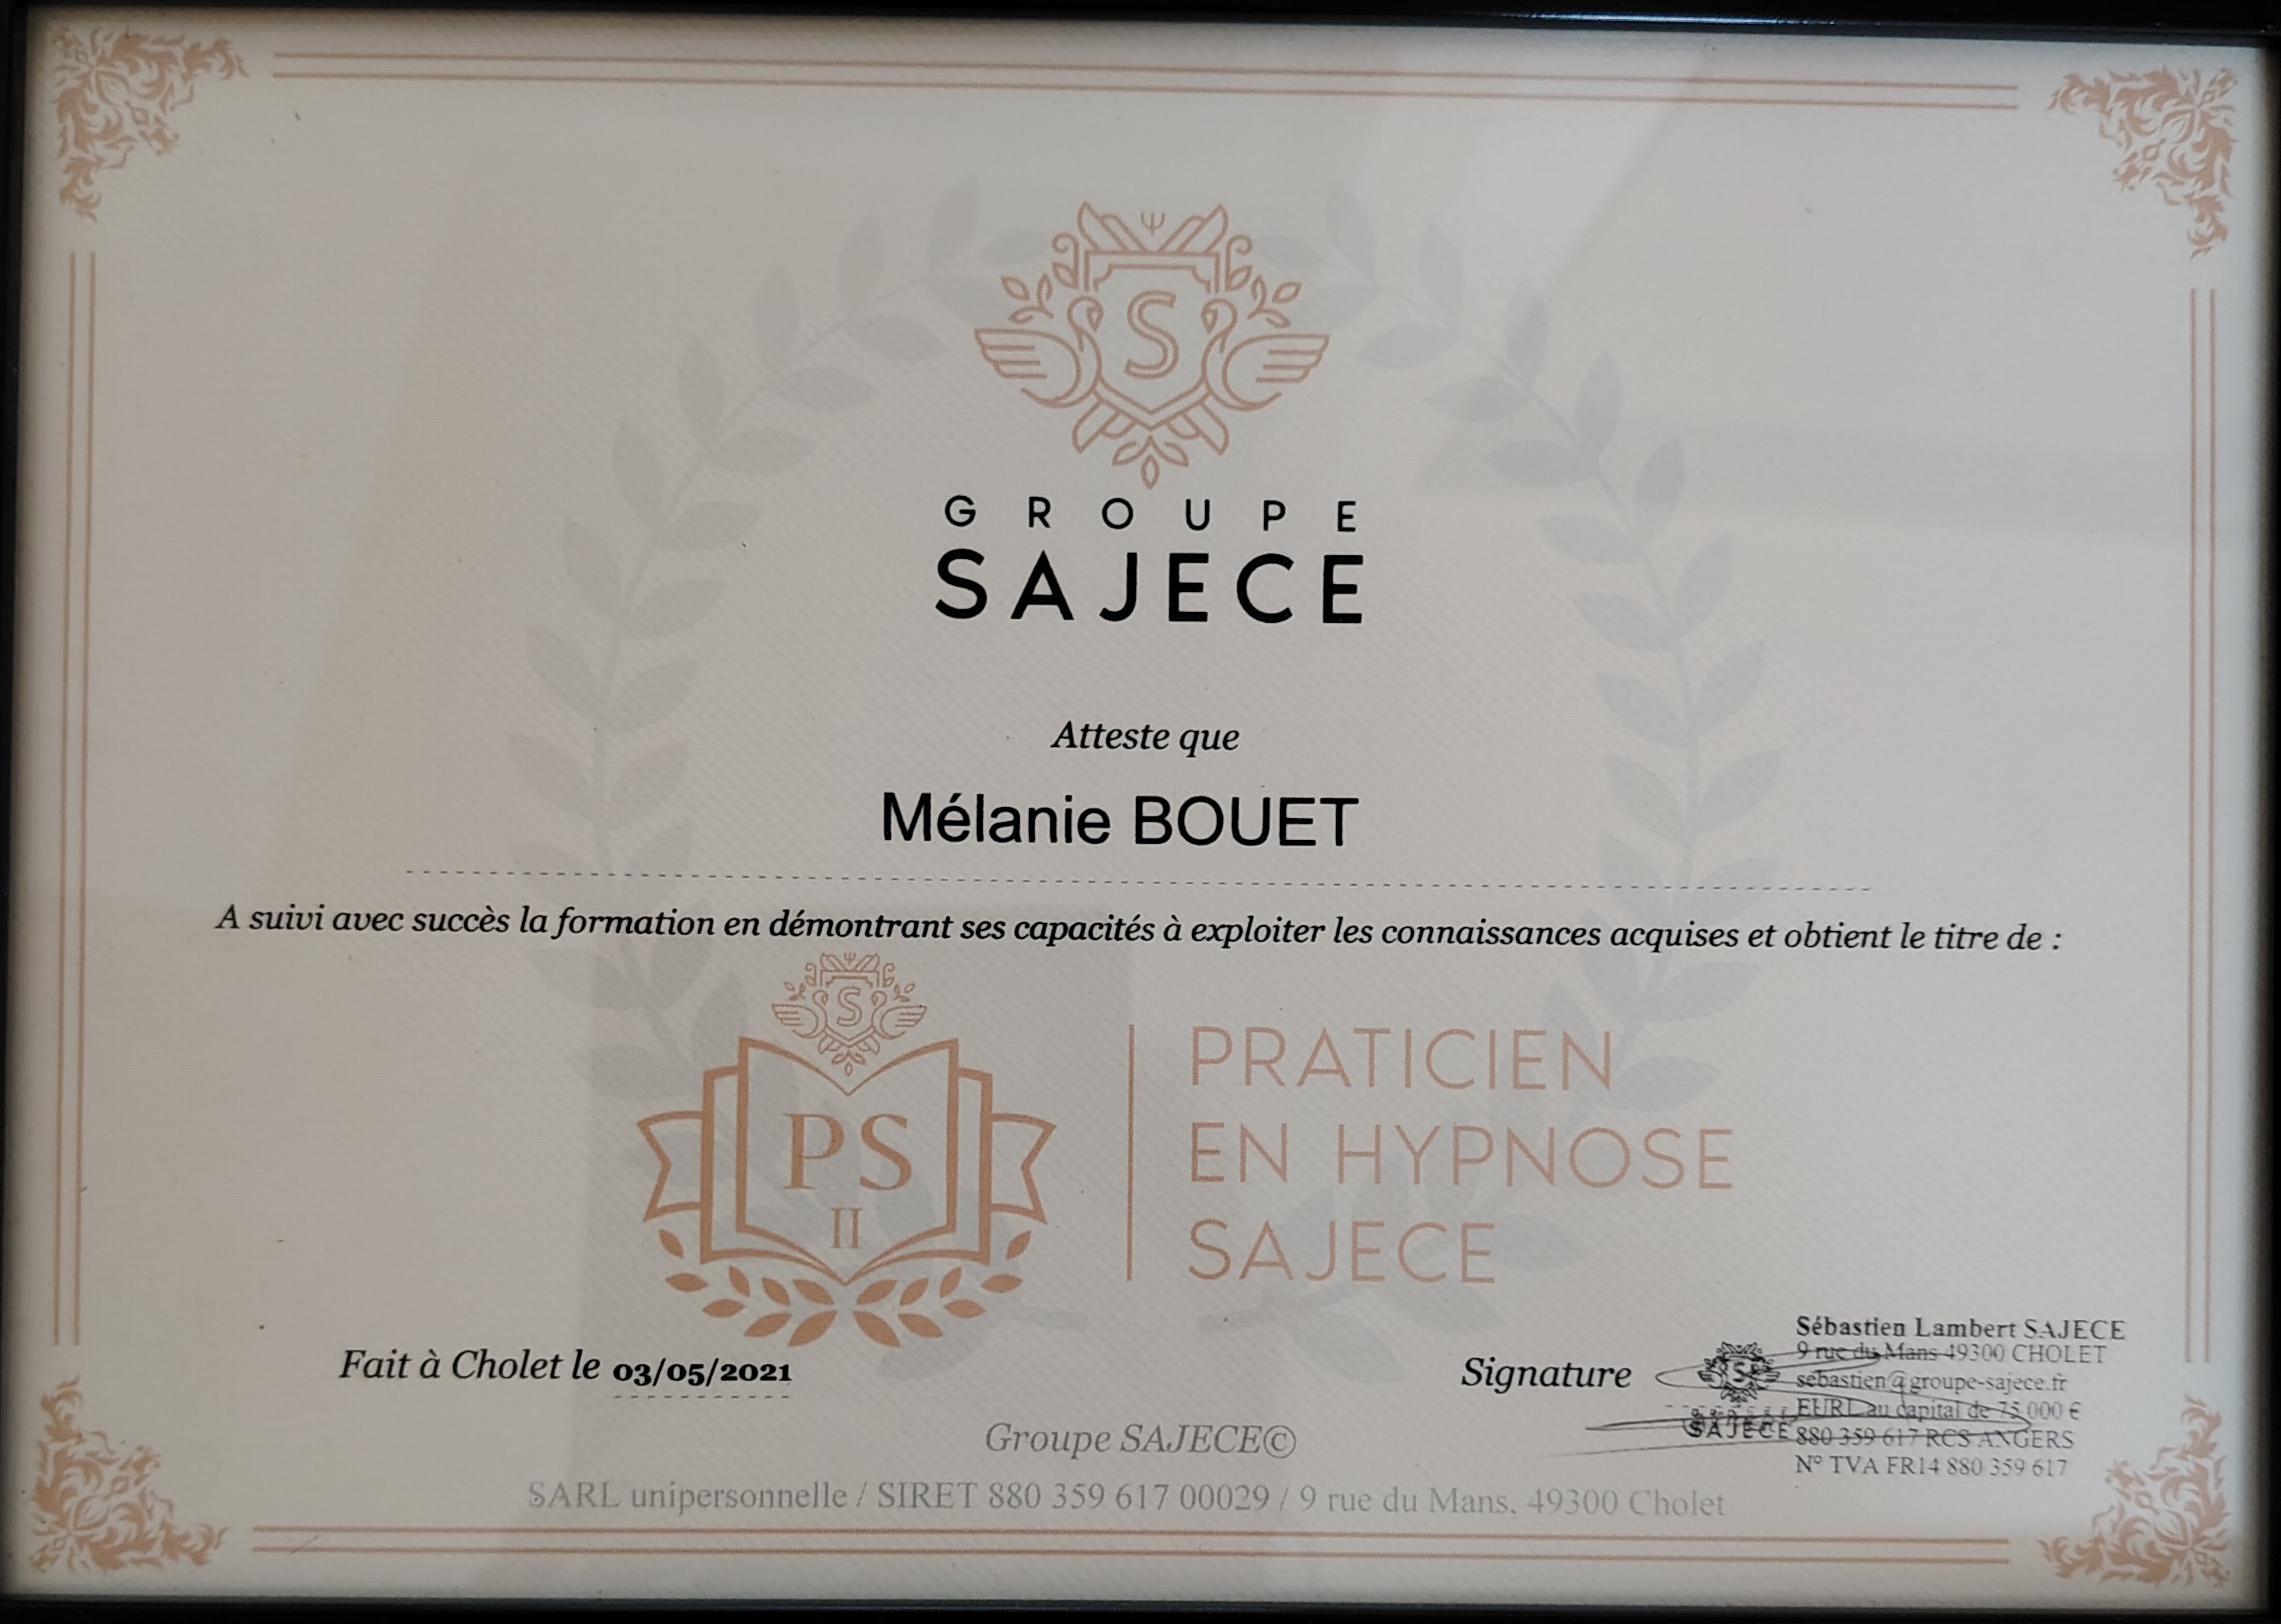 S
GROUPE
SAJECE
Atteste que
Mélanie BOUET
A suivi avec succès la formation en démontrant ses capacités à exploiter les connaissances acquises et obtient le titre de :
S
PS
II
PRATICIEN
EN HYPNOSE
SAJECE
Fait à Cholet le 03/05/2021
Signature
SAJECE
Sébastien Lambert SAJECE
9 rue du Mans 49300 CHOLET
sebastien@groupe-sajece.fr
EURL au capital de 75 000 €
880 359 617 RCS ANGERS
N° TVA FR14 880 359 617
Groupe SAJECE©
SARL unipersonnelle / SIRET 880 359 617 00029 / 9 rue du Mans. 49300 Cholet